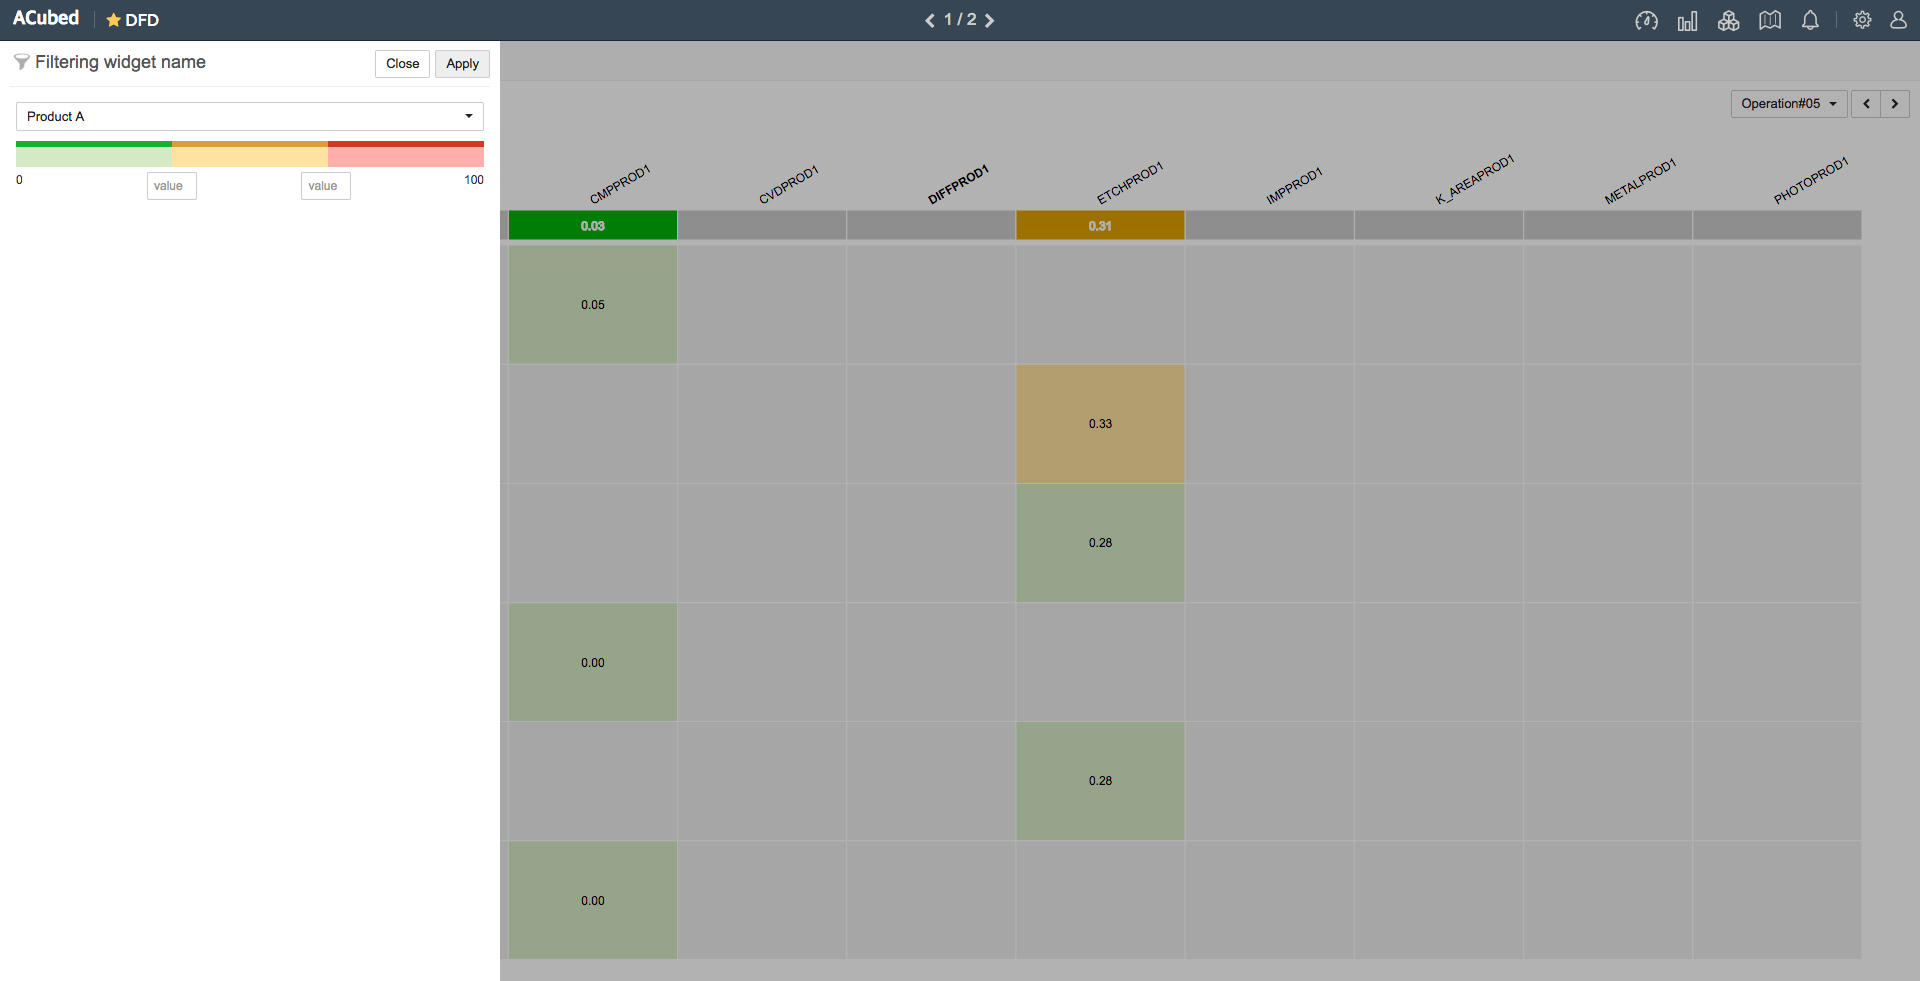 ACubed DFD 1 / 2
Filtering widget name Close Apply
Product A
0 value value 100
Operation#05
CMPPROD1 CVDPROD1 DIFFPROD1 ETCHPROD1 IMPPROD1 K_AREAPROD1 METALPROD1 PHOTOPROD1
0.03 0.31
0.05
0.33
0.28
0.00
0.28
0.00